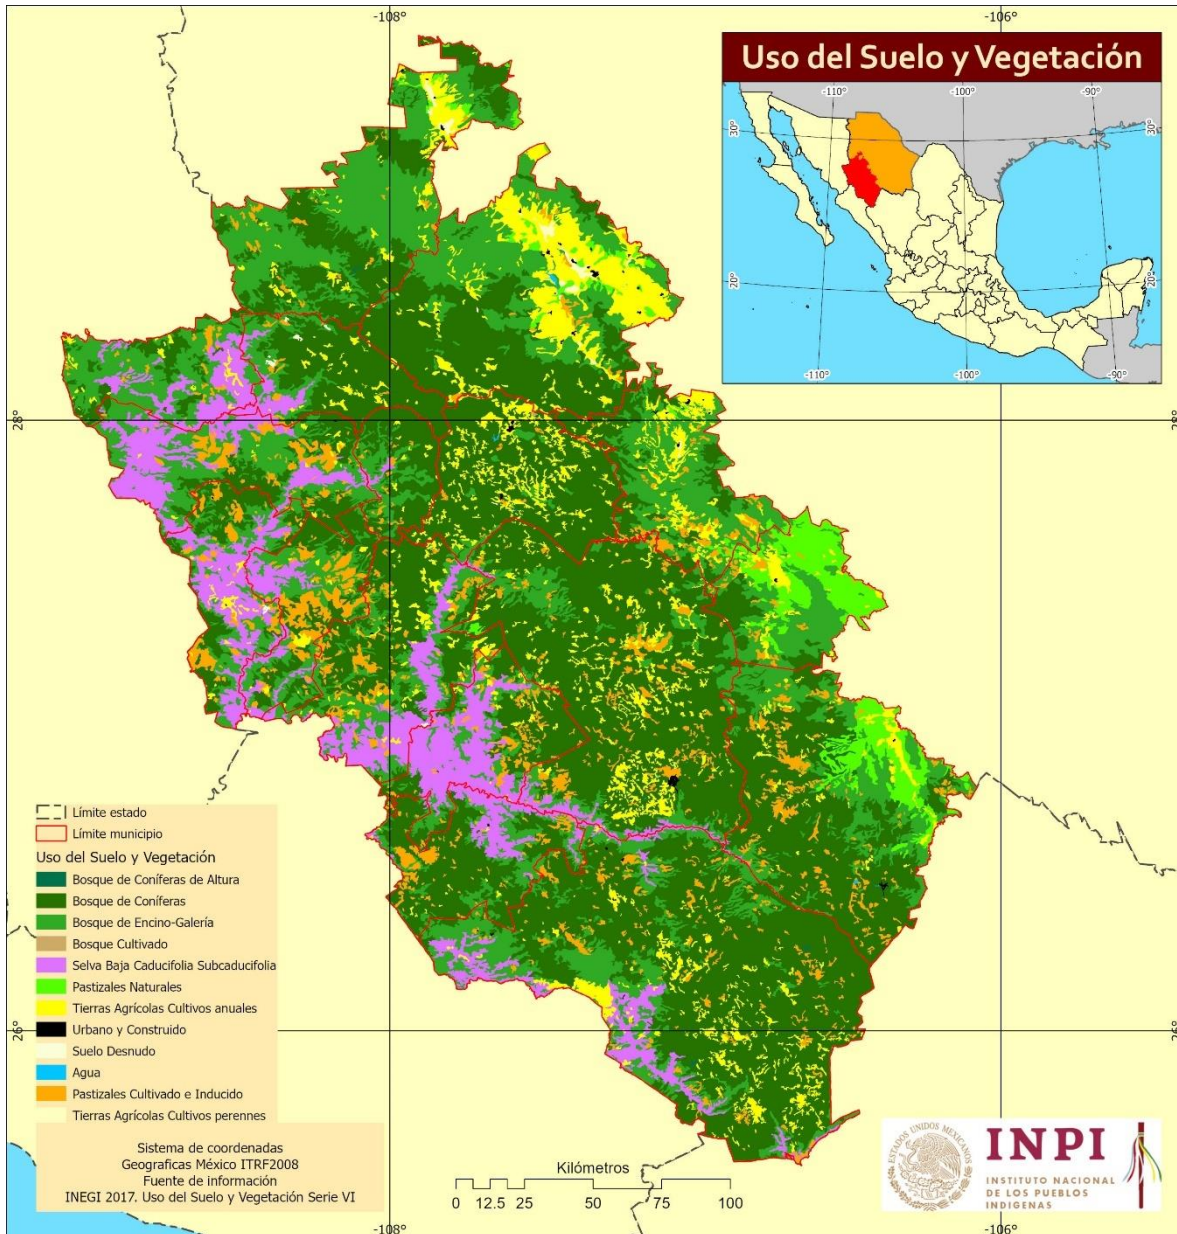 -108°
-106°
Uso del Suelo y Vegetación
-110°
-100°
-90°
30°
30°
20°
20°
-110°
-100°
-90°
28°
28°
26°
26°
Límite estado
Límite municipio
Uso del Suelo y Vegetación
Bosque de Coníferas de Altura
Bosque de Coníferas
Bosque de Encino-Galería
Bosque Cultivado
Selva Baja Caducifolia Subcaducifolia
Pastizales Naturales
Tierras Agrícolas Cultivos anuales
Urbano y Construido
Suelo Desnudo
Agua
Pastizales Cultivado e Inducido
Tierras Agrícolas Cultivos perennes
Sistema de coordenadas
Geograficas México ITRF2008
Fuente de información
INEGI 2017. Uso del Suelo y Vegetación Serie VI
Kilómetros
0 12.5 25 50 75 100
ESTADOS UNIDOS MEXICANOS
INPI
INSTITUTO NACIONAL
DE LOS PUEBLOS
INDIGENAS
-108°
-106°